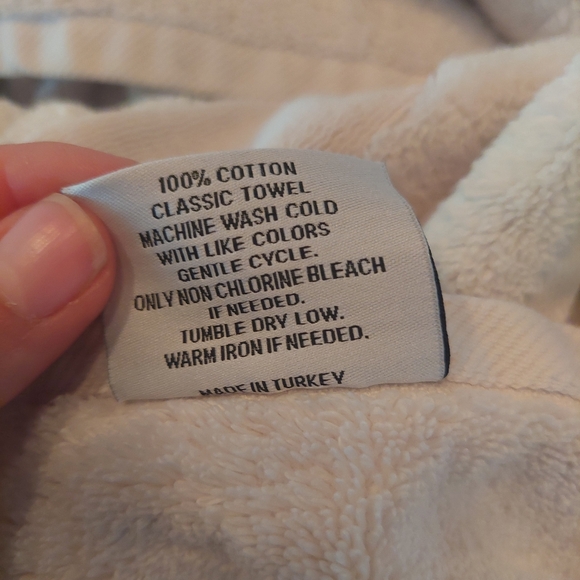 100% COTTON
CLASSIC TOWEL
MACHINE WASH COLD
WITH LIKE COLORS
GENTLE CYCLE.
ONLY NON CHLORINE BLEACH
IF NEEDED.
TUMBLE DRY LOW.
WARM IRON IF NEEDED.
MADE IN TURKEY